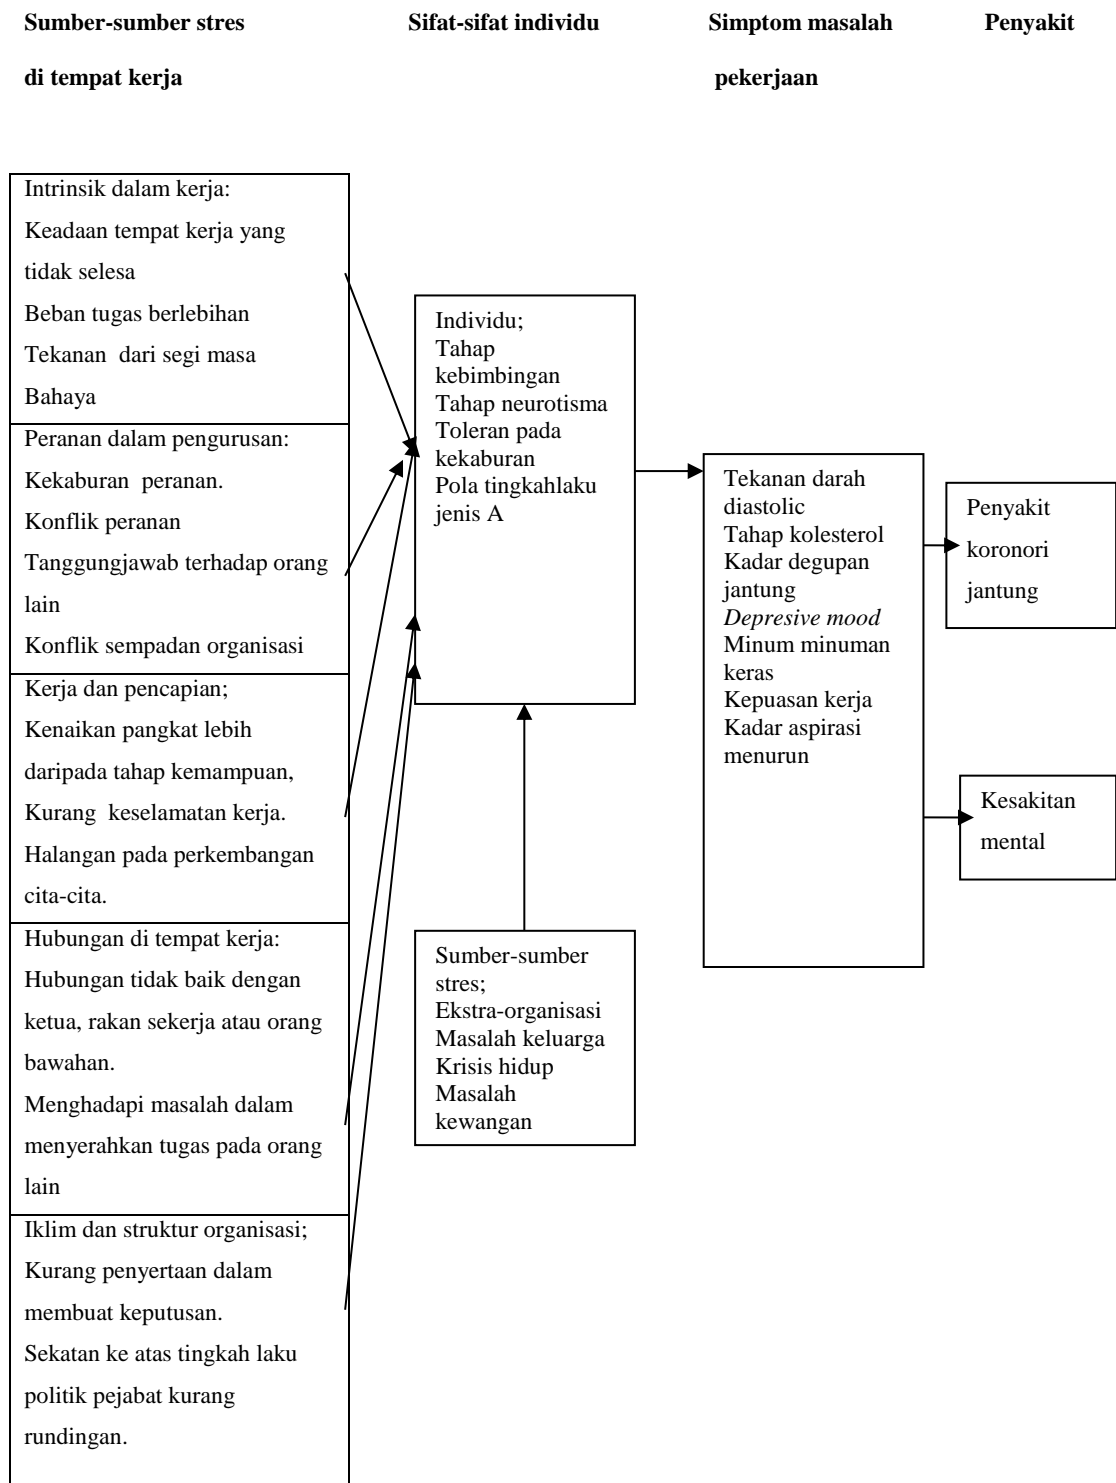 Sumber-sumber stres
di tempat kerja
Sifat-sifat individu
Simptom masalah
pekerjaan
Penyakit
Intrinsik dalam kerja:
Keadaan tempat kerja yang
tidak selesa
Beban tugas berlebihan
Tekanan dari segi masa
Bahaya
Peranan dalam pengurusan:
Kekaburan peranan.
Konflik peranan
Tanggungjawab terhadap orang
lain
Konflik sempadan organisasi
Kerja dan pencapian;
Kenaikan pangkat lebih
daripada tahap kemampuan,
Kurang keselamatan kerja.
Halangan pada perkembangan
cita-cita.
Hubungan di tempat kerja:
Hubungan tidak baik dengan
ketua, rakan sekerja atau orang
bawahan.
Menghadapi masalah dalam
menyerahkan tugas pada orang
lain
Iklim dan struktur organisasi;
Kurang penyertaan dalam
membuat keputusan.
Sekatan ke atas tingkah laku
politik pejabat kurang
rundingan.
Individu;
Tahap
kebimbingan
Tahap neurotisma
Toleran pada
kekaburan
Pola tingkahlaku
jenis A
Sumber-sumber
stres;
Ekstra-organisasi
Masalah keluarga
Krisis hidup
Masalah
kewangan
Tekanan darah
diastolic
Tahap kolesterol
Kadar degupan
jantung
Depresive mood
Minum minuman
keras
Kepuasan kerja
Kadar aspirasi
menurun
Penyakit
koronori
jantung
Kesakitan
mental